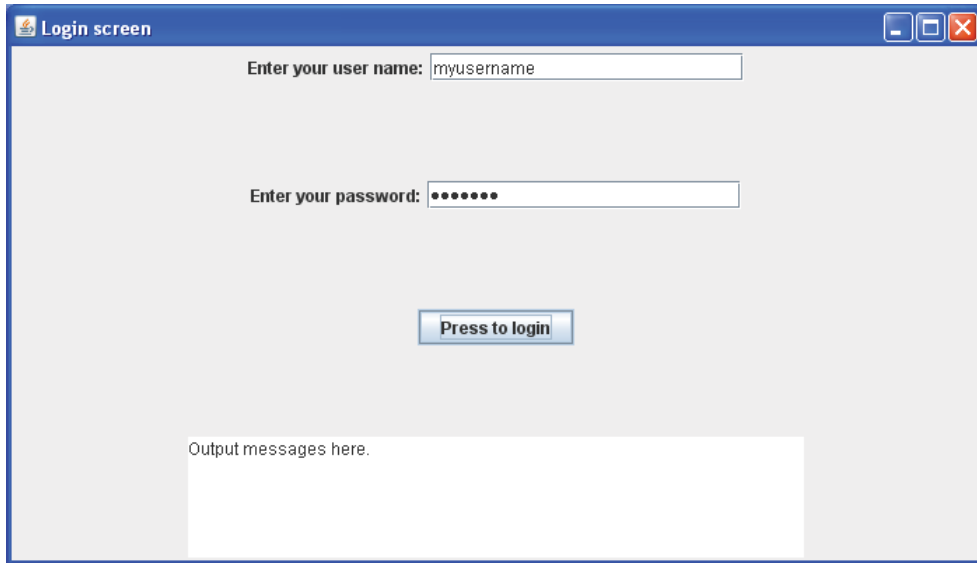 Login screen
Enter your user name: myusername
Enter your password: •••••••
Press to login
Output messages here.